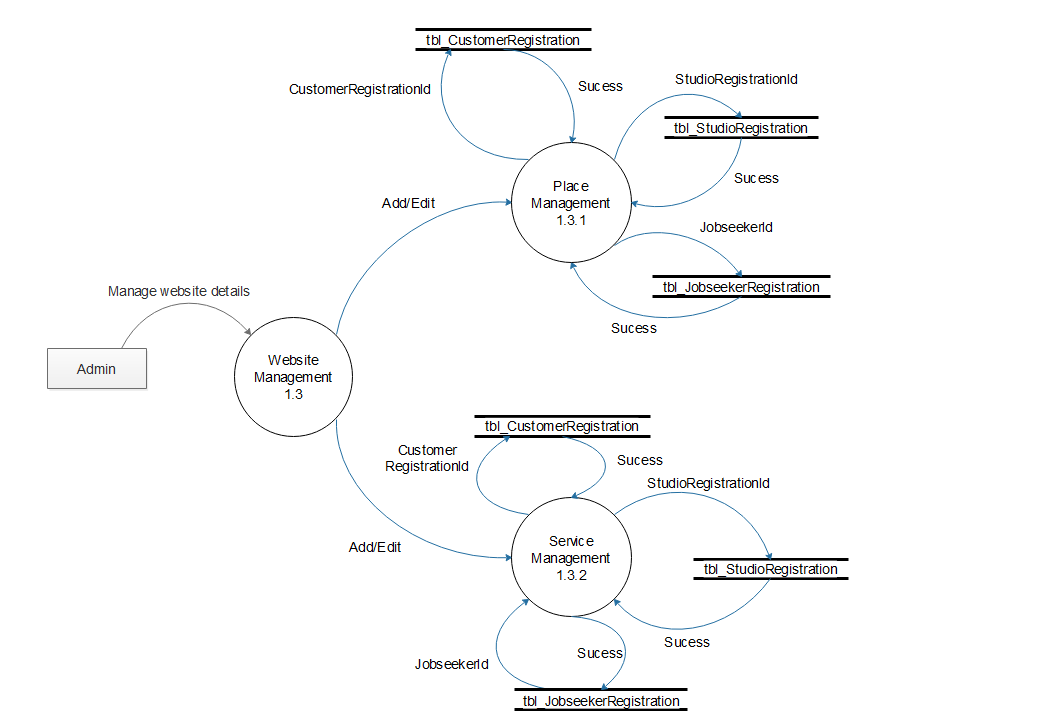 tbl_CustomerRegistration
CustomerRegistrationId
Sucess
StudioRegistrationId
tbl_StudioRegistration
Sucess
Place
Management
1.3.1
Add/Edit
JobseekerId
tbl_JobseekerRegistration
Sucess
Manage website details
Admin
Website
Management
1.3
tbl_CustomerRegistration
Customer
RegistrationId
Sucess
StudioRegistrationId
Add/Edit
Service
Management
1.3.2
tbl_StudioRegistration
Sucess
JobseekerId
Sucess
tbl_JobseekerRegistration